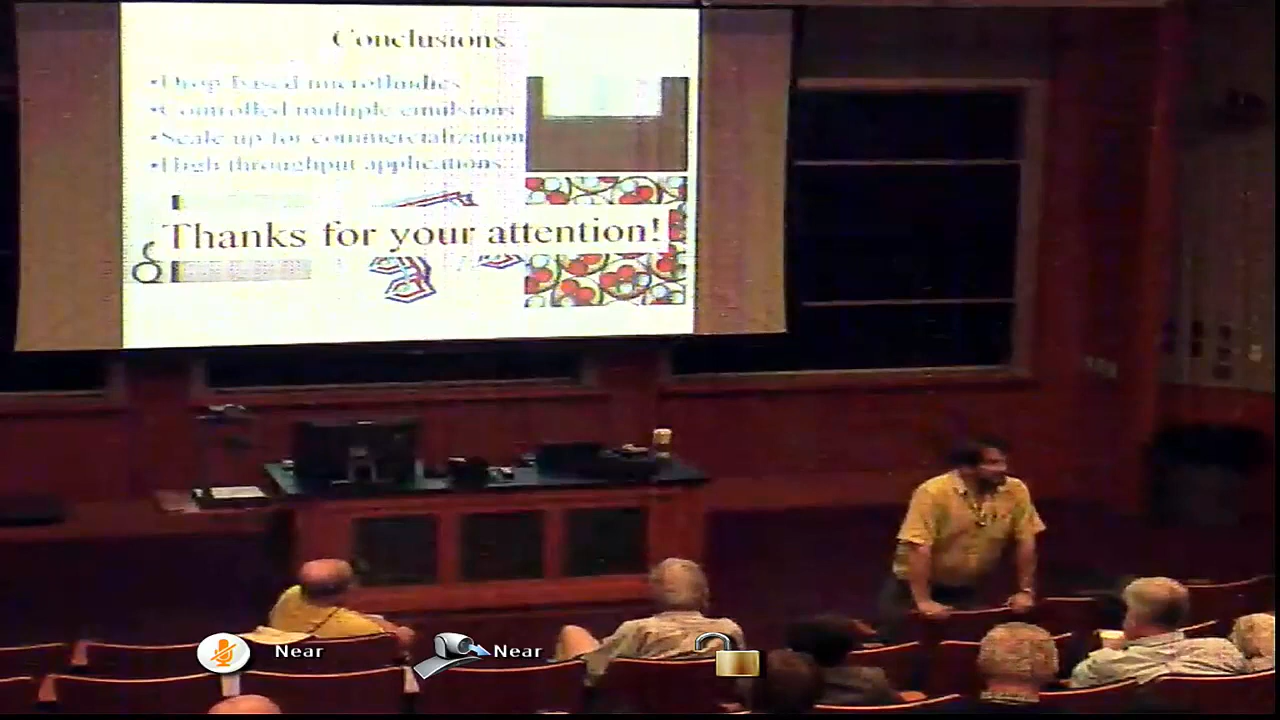 Conclusions
•Drop based microfluidics
•Controlled multiple emulsions
•Scale up for commercialization
•High throughput applications
Thanks for your attention!
Near
Near